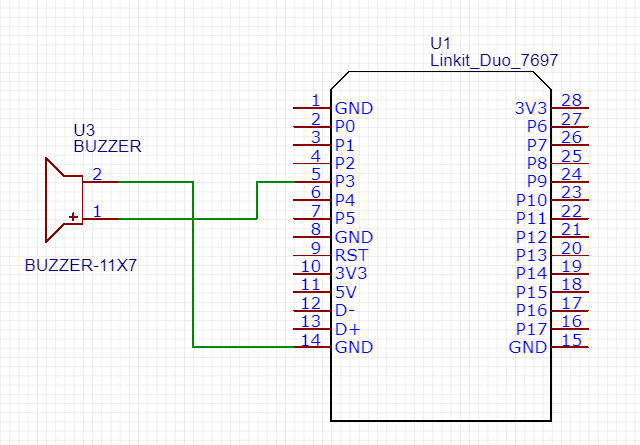 U1
Linkit_Duo_7697
U3
BUZZER
2
1
+
BUZZER-11X7
1 GND 3V3 28
2 P0 P6 27
3 P1 P7 26
4 P2 P8 25
5 P3 P9 24
6 P4 P10 23
7 P5 P11 22
8 GND P12 21
9 RST P13 20
10 3V3 P14 19
11 5V P15 18
12 D- P16 17
13 D+ P17 16
14 GND GND 15